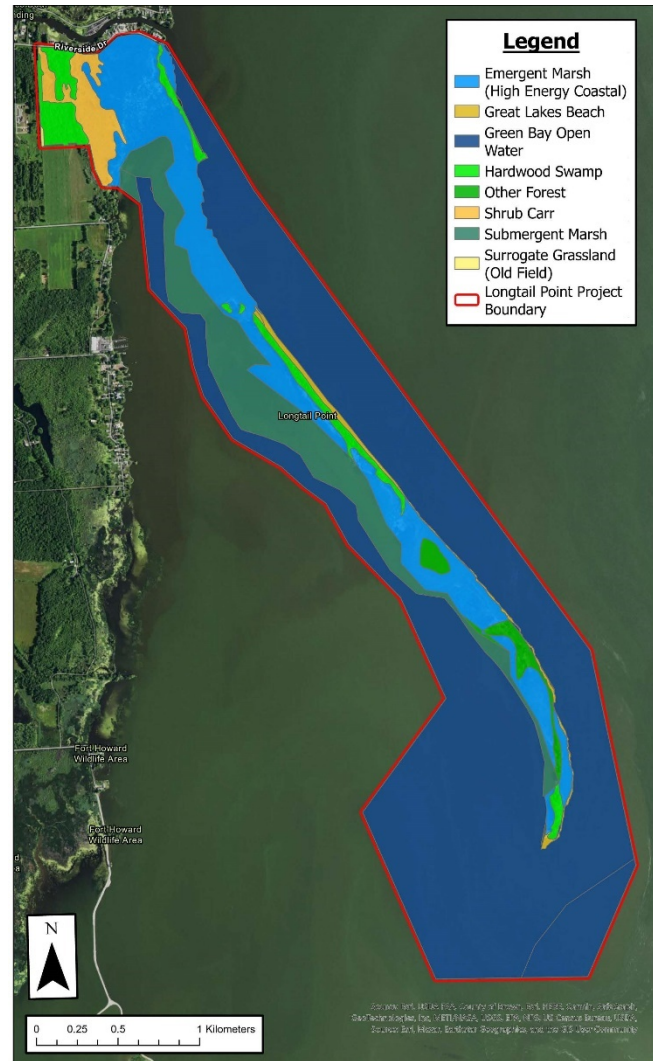 nding
Riverside Dr
Legend
Emergent Marsh
(High Energy Coastal)
Great Lakes Beach
Green Bay Open
Water
Hardwood Swamp
Other Forest
Shrub Carr
Submergent Marsh
Surrogate Grassland
(Old Field)
Longtail Point Project
Boundary
Longtail Point
Fort Howard
Wildlife Area
Fort Howard
Wildlife Area
N
0 0.25 0.5 1 Kilometers